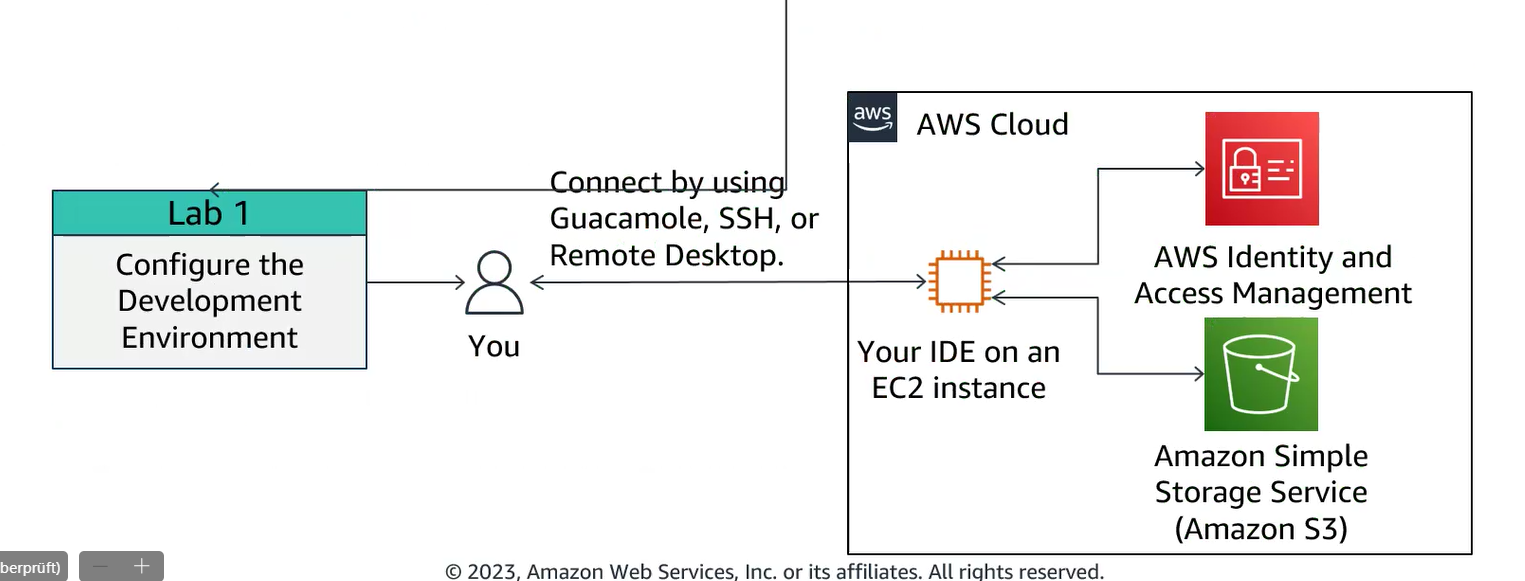 aws
AWS Cloud
Connect by using
Guacamole, SSH, or
Remote Desktop.
Lab 1
Configure the
Development
Environment
You
Your IDE on an
EC2 instance
AWS Identity and
Access Management
Amazon Simple
Storage Service
(Amazon S3)
berprüft)
© 2023, Amazon Web Services, Inc. or its affiliates. All rights reserved.